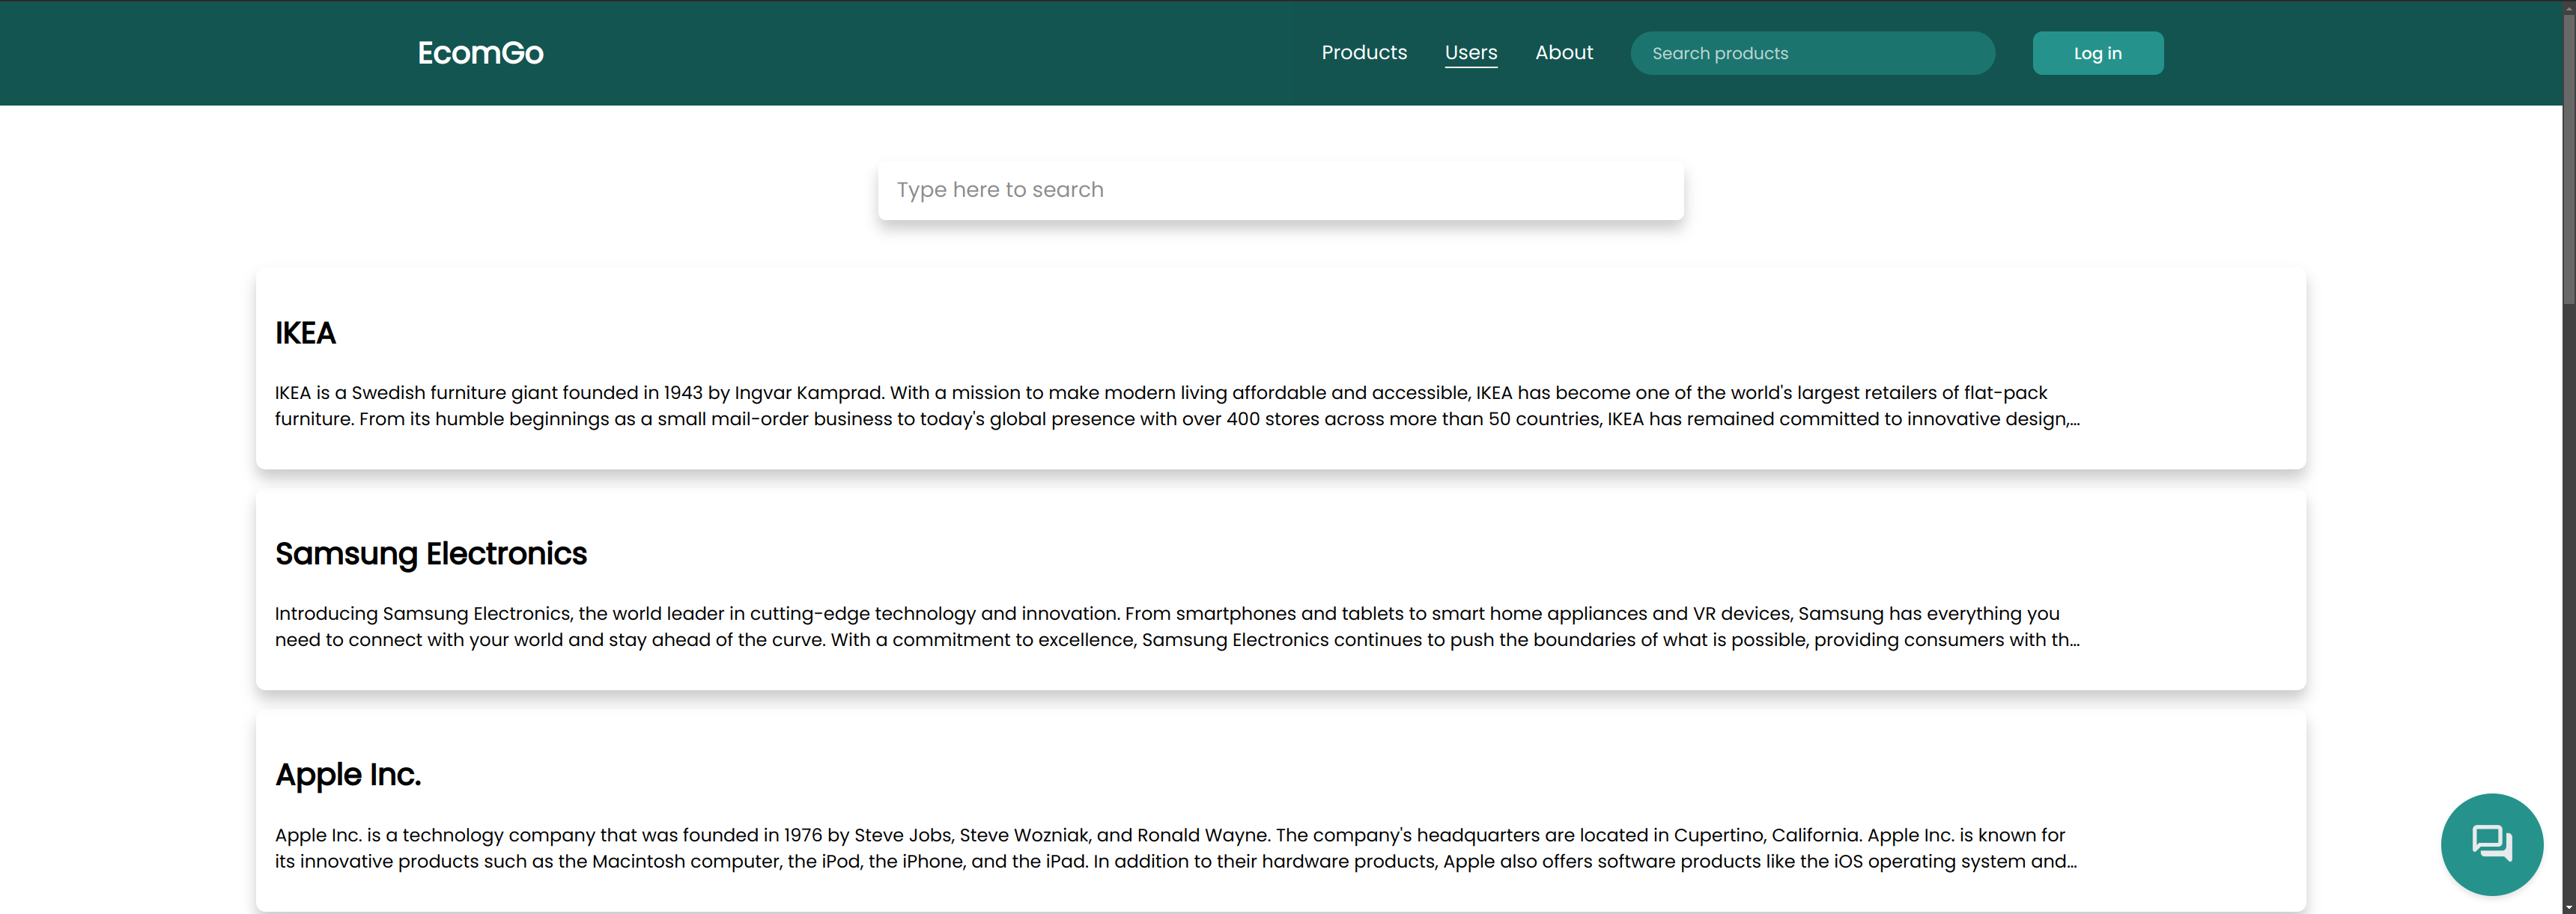 EcomGo
Products
Users
About
Search products
Log in
Type here to search
IKEA
IKEA is a Swedish furniture giant founded in 1943 by Ingvar Kamprad. With a mission to make modern living affordable and accessible, IKEA has become one of the world's largest retailers of flat-pack
furniture. From its humble beginnings as a small mail-order business to today's global presence with over 400 stores across more than 50 countries, IKEA has remained committed to innovative design,...
Samsung Electronics
Introducing Samsung Electronics, the world leader in cutting-edge technology and innovation. From smartphones and tablets to smart home appliances and VR devices, Samsung has everything you
need to connect with your world and stay ahead of the curve. With a commitment to excellence, Samsung Electronics continues to push the boundaries of what is possible, providing consumers with th...
Apple Inc.
Apple Inc. is a technology company that was founded in 1976 by Steve Jobs, Steve Wozniak, and Ronald Wayne. The company's headquarters are located in Cupertino, California. Apple Inc. is known for
its innovative products such as the Macintosh computer, the iPod, the iPhone, and the iPad. In addition to their hardware products, Apple also offers software products like the iOS operating system and...